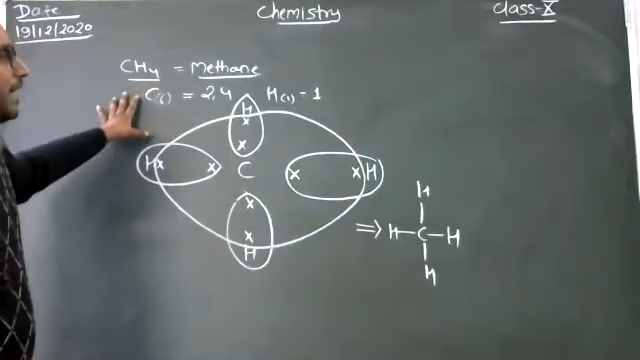 Date
19/12/2020
Chemistry
Class-X
CH4 = Methane
C(6) = 2,4 H(1) = 1
H
x
x
H x x C x x H
x
x
H
H
⇒ H-C-H
H